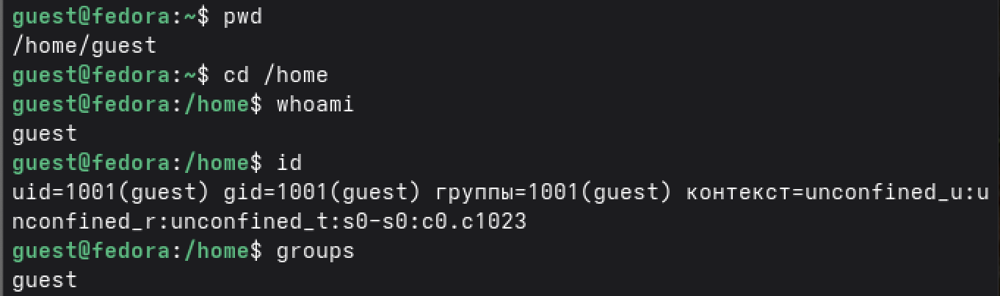 guest@fedora:~$ pwd
/home/guest
guest@fedora:~$ cd /home
guest@fedora:/home$ whoami
guest
guest@fedora:/home$ id
uid=1001(guest) gid=1001(guest) группы=1001(guest) контекст=unconfined_u:u
nconfined_r:unconfined_t:s0-s0:c0.c1023
guest@fedora:/home$ groups
guest